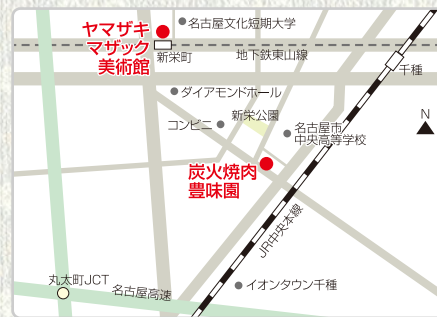 名古屋文化短期大学
ヤマザキ
マザック
美術館
新栄町
地下鉄東山線
千種
ダイアモンドホール
新栄公園
コンビニ
名古屋市
中央高等学校
N
炭火焼肉
豊味園
JR中央本線
丸太町JCT
名古屋高速
イオンタウン千種